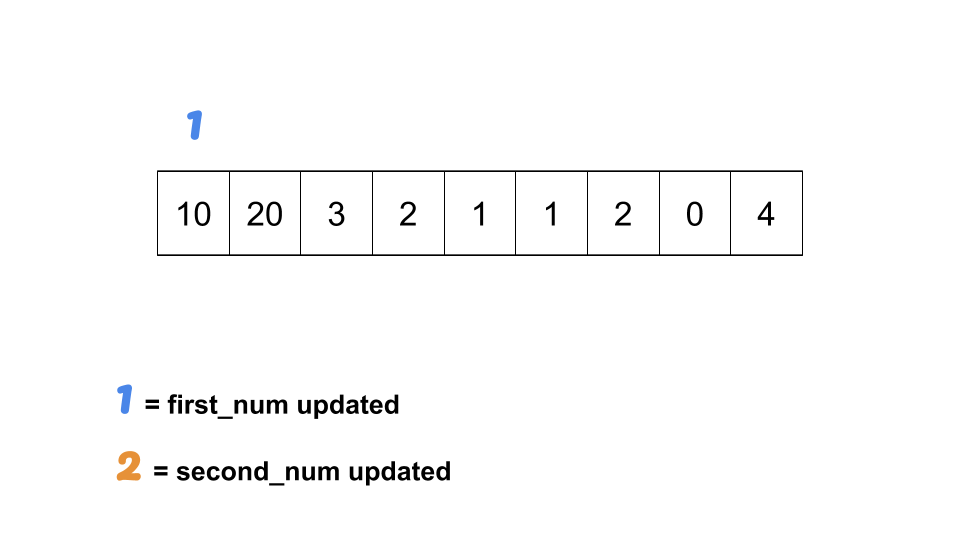 1
10 20 3 2 1 1 2 0 4
1 = first_num updated
2 = second_num updated